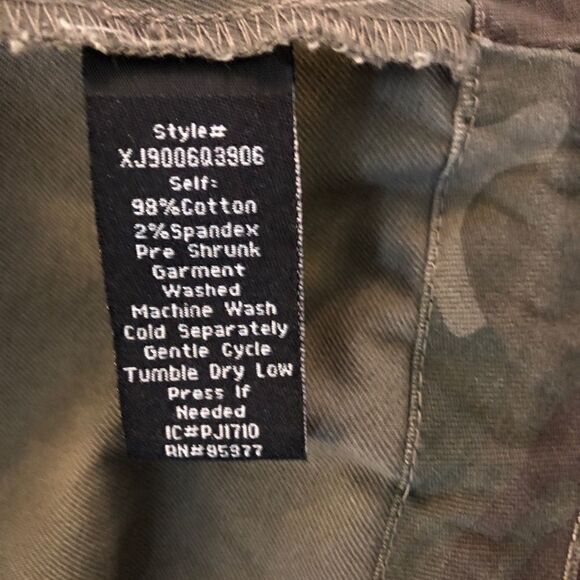 Style#
XJ9006Q3906
Self:
98%Cotton
2%Spandex
Pre Shrunk
Garment
Washed
Machine Wash
Cold Separately
Gentle Cycle
Tumble Dry Low
Press If
Needed
IC#PJ1710
RN#85977